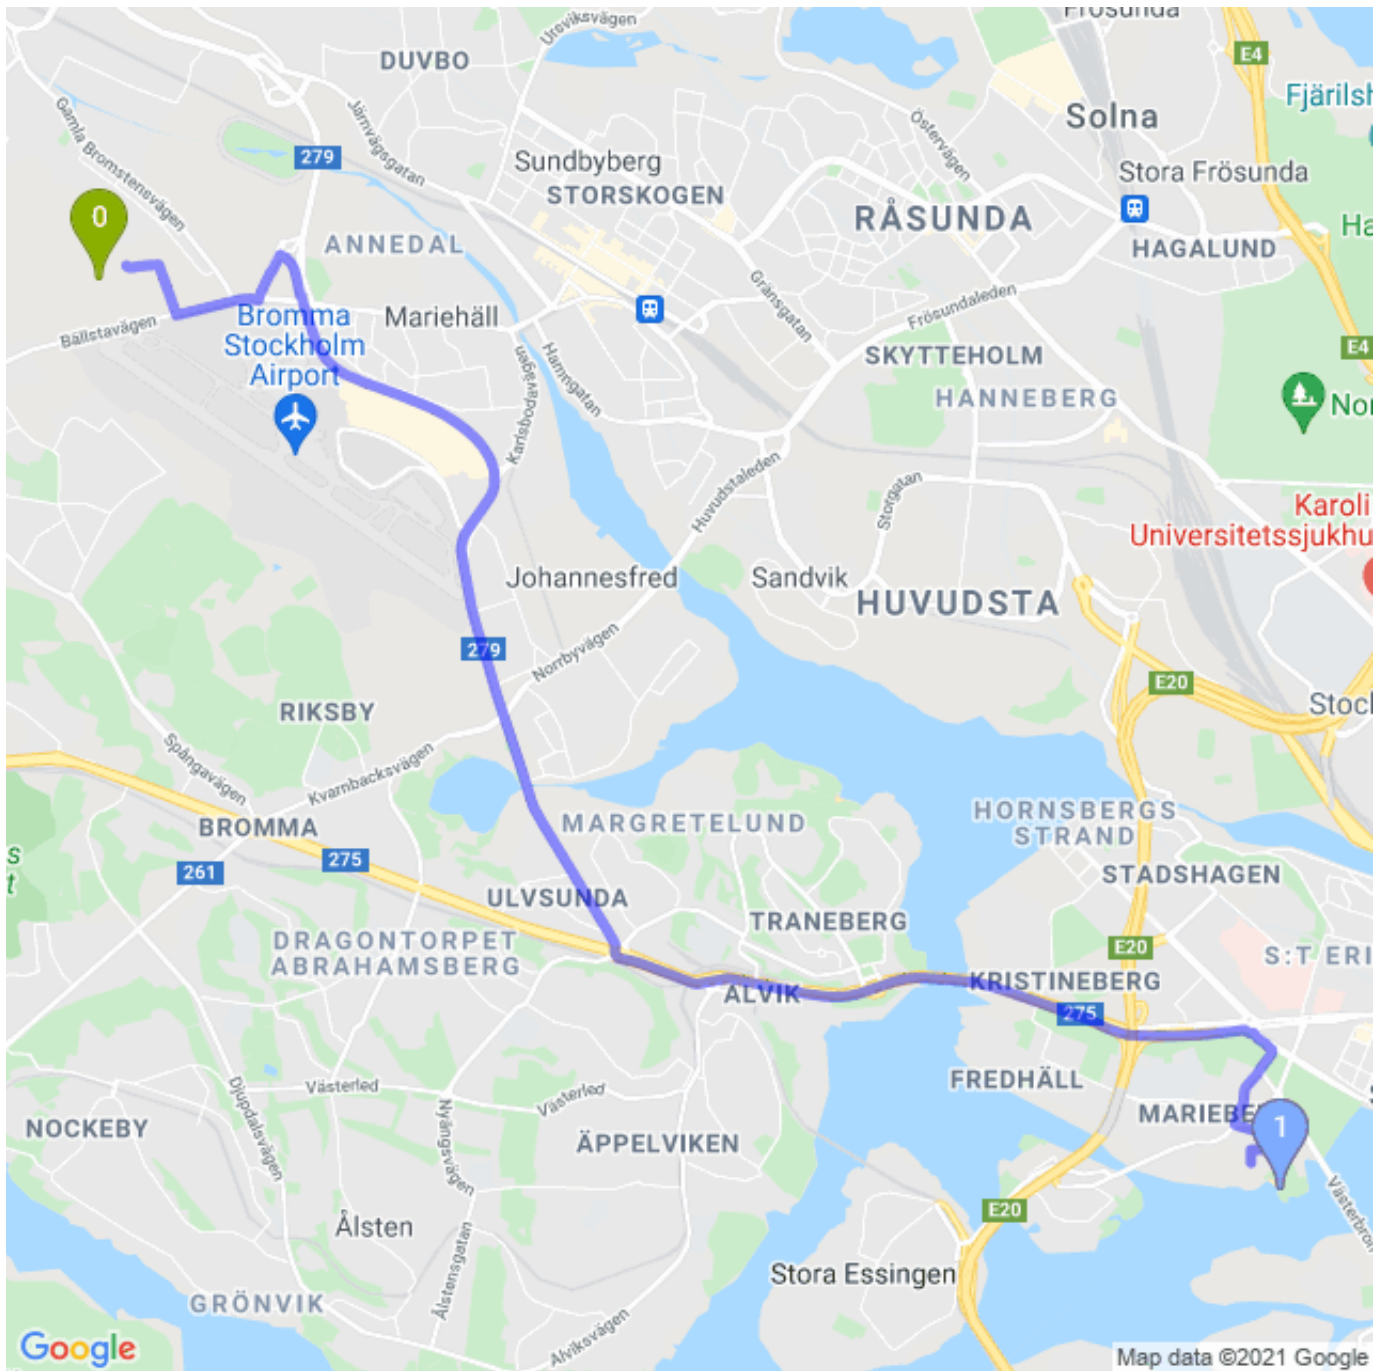 Frösunda
Ursviksvägen
DUVBO
E4
Fjärilsh
Solna
Gamla Bromstensvägen
Järnvägsgatan
Östervägen
279
Sundbyberg
STORSKOGEN
Stora Frösunda
0
RÅSUNDA
Ha
ANNEDAL
HAGALUND
Gränsgatan
Frösundaleden
Bällstavägen
Bromma
Stockholm
Airport
Mariehäll
E4
SKYTTEHOLM
Hamngatan
Karlsbodavägen
HANNEBERG
Nor
Huvudstaleden
Storgatan
Karoli
Universitetssjukhu
Johannesfred
Sandvik
HUVUDSTA
279
Norrbyvägen
E20
RIKSBY
Stock
Spångavägen
Kvarnbacksvägen
HORNSBERGS
STRAND
BROMMA
MARGRETELUND
s
t
275
261
STADSHAGEN
ULVSUNDA
TRANEBERG
DRAGONTORPET
ABRAHAMSBERG
E20
S:T ERI
KRISTINEBERG
ALVIK
275
FREDHÄLL
Västerled
Västerled
Djupdalsvägen
Nyängsvägen
MARIEBE
1
NOCKEBY
ÄPPELVIKEN
Västerbron
E20
Ålsten
Ålstensgatan
Stora Essingen
GRÖNVIK
Alviksvägen
Google
Map data ©2021 Google